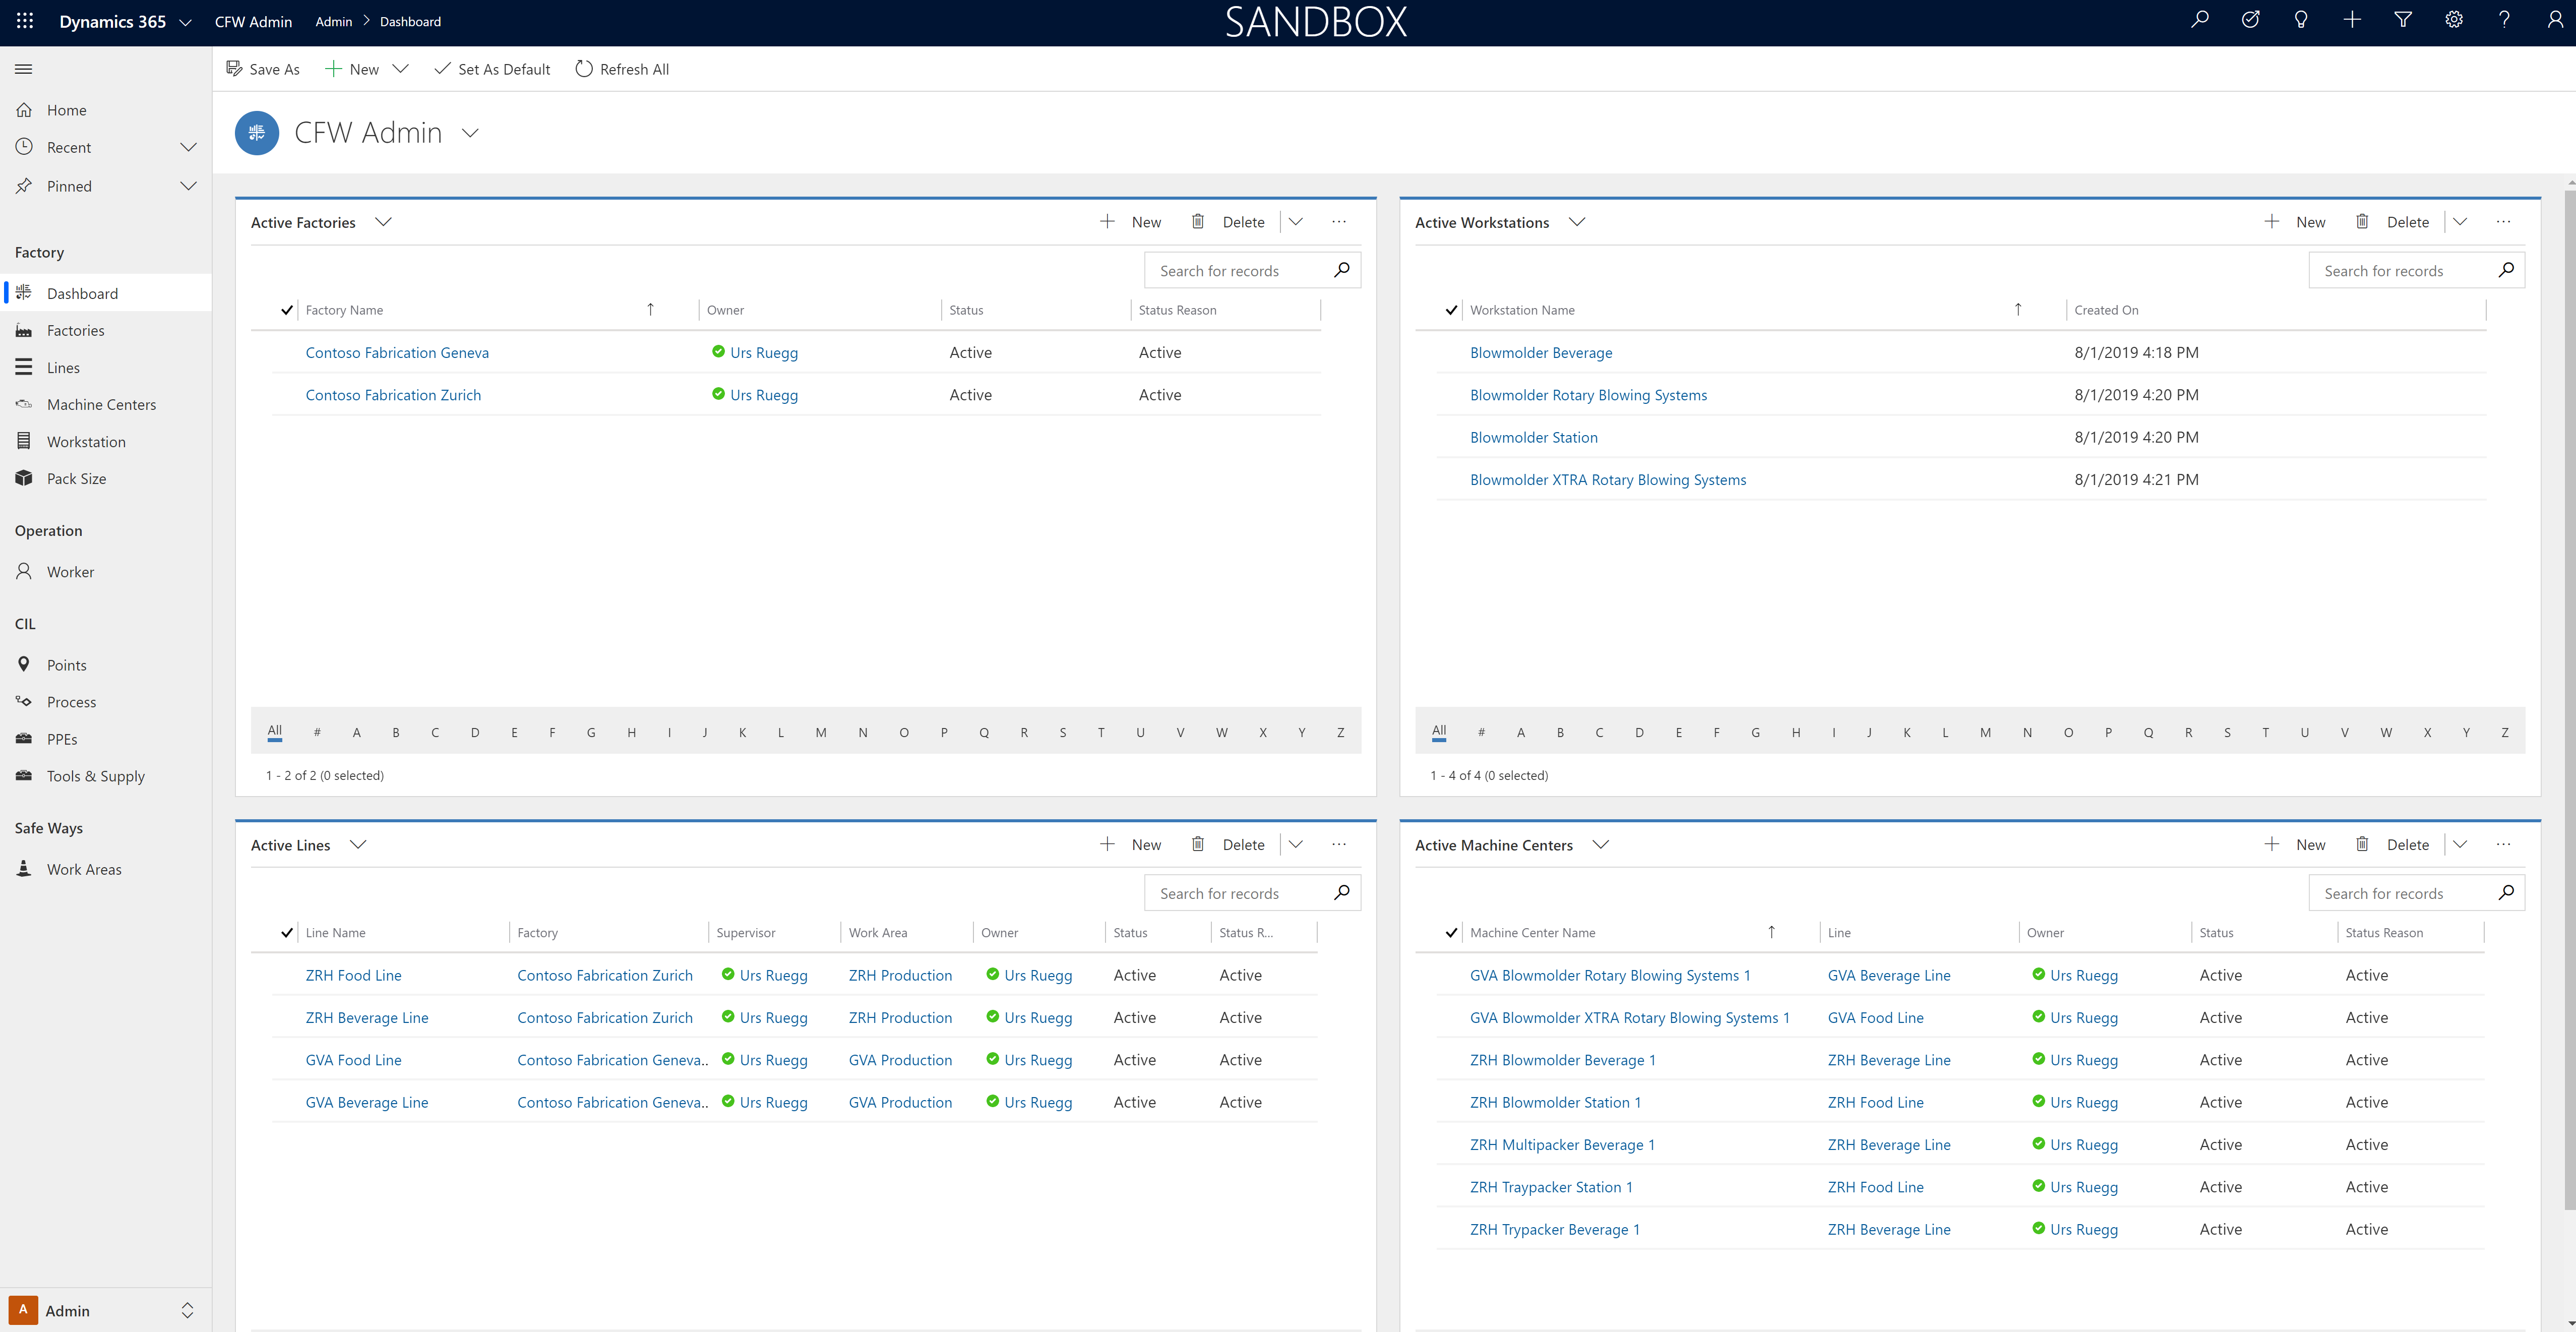 Dynamics 365 CFW Admin Admin Dashboard SANDBOX
Save As New Set As Default Refresh All
CFW Admin
Home
Recent
Pinned
Factory
Dashboard
Factories
Lines
Machine Centers
Workstation
Pack Size
Operation
Worker
CIL
Points
Process
PPEs
Tools & Supply
Safe Ways
Work Areas
A Admin
Active Factories New Delete ...
Search for records
Factory Name Owner Status Status Reason
Contoso Fabrication Geneva Urs Ruegg Active Active
Contoso Fabrication Zurich Urs Ruegg Active Active
All # A B C D E F G H I J K L M N O P Q R S T U V W X Y Z
1 - 2 of 2 (0 selected)
Active Workstations New Delete ...
Search for records
Workstation Name Created On
Blowmolder Beverage 8/1/2019 4:18 PM
Blowmolder Rotary Blowing Systems 8/1/2019 4:20 PM
Blowmolder Station 8/1/2019 4:20 PM
Blowmolder XTRA Rotary Blowing Systems 8/1/2019 4:21 PM
All # A B C D E F G H I J K L M N O P Q R S T U V W X Y Z
1 - 4 of 4 (0 selected)
Active Lines New Delete ...
Search for records
Line Name Factory Supervisor Work Area Owner Status Status R...
ZRH Food Line Contoso Fabrication Zurich Urs Ruegg ZRH Production Urs Ruegg Active Active
ZRH Beverage Line Contoso Fabrication Zurich Urs Ruegg ZRH Production Urs Ruegg Active Active
GVA Food Line Contoso Fabrication Geneva.. Urs Ruegg GVA Production Urs Ruegg Active Active
GVA Beverage Line Contoso Fabrication Geneva.. Urs Ruegg GVA Production Urs Ruegg Active Active
Active Machine Centers New Delete ...
Search for records
Machine Center Name Line Owner Status Status Reason
GVA Blowmolder Rotary Blowing Systems 1 GVA Beverage Line Urs Ruegg Active Active
GVA Blowmolder XTRA Rotary Blowing Systems 1 GVA Food Line Urs Ruegg Active Active
ZRH Blowmolder Beverage 1 ZRH Beverage Line Urs Ruegg Active Active
ZRH Blowmolder Station 1 ZRH Food Line Urs Ruegg Active Active
ZRH Multipacker Beverage 1 ZRH Beverage Line Urs Ruegg Active Active
ZRH Traypacker Station 1 ZRH Food Line Urs Ruegg Active Active
ZRH Trypacker Beverage 1 ZRH Beverage Line Urs Ruegg Active Active